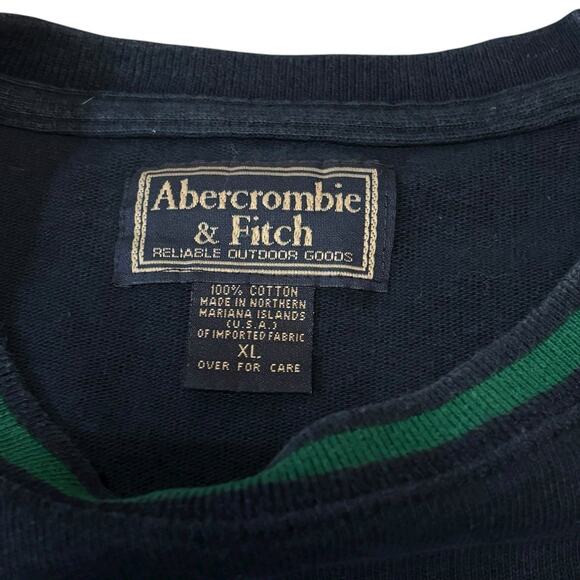 Abercrombie
& Fitch
RELIABLE OUTDOOR GOODS
100% COTTON
MADE IN NORTHERN
MARIANA ISLANDS
(U.S.A.)
OF IMPORTED FABRIC
XL
OVER FOR CARE